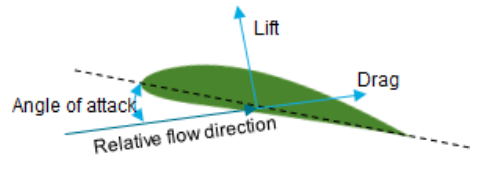 Lift
Drag
Angle of attack
Relative flow direction